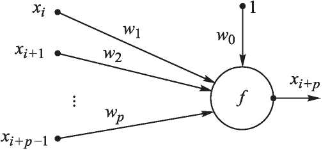 x_i
1
w_1
w_0
x_{i+1}
w_2
f
x_{i+p}
⋮
w_p
x_{i+p−1}